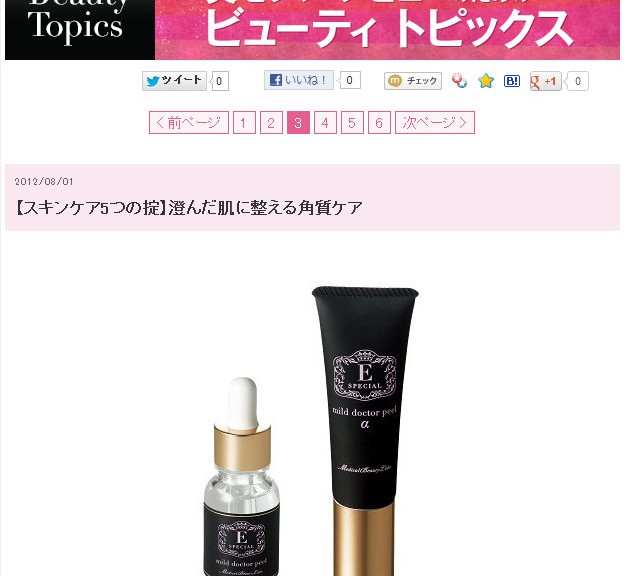 Beauty
Topics
ビューティ トピックス
ツイート 0
いいね！ 0
チェック
B!
g +1 0
< 前ページ 1 2 3 4 5 6 次ページ >
2012/08/01
【スキンケア5つの掟】澄んだ肌に整える角質ケア
E
SPECIAL
mild doctor peel
α
Medical Beauty Labo
E
SPECIAL
mild doctor peel